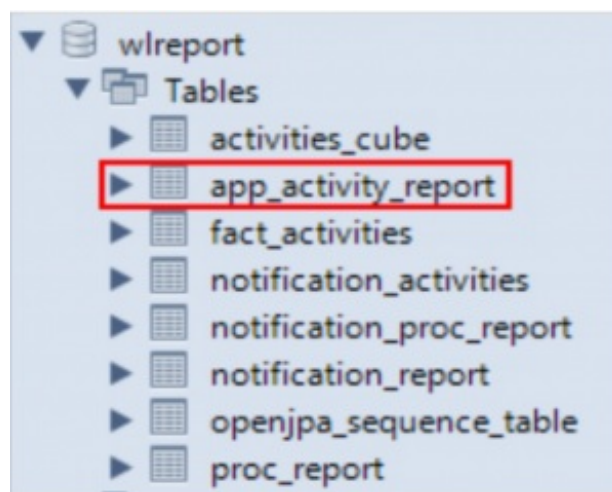 wlreport
Tables
activities_cube
app_activity_report
fact_activities
notification_activities
notification_proc_report
notification_report
openjpa_sequence_table
proc_report